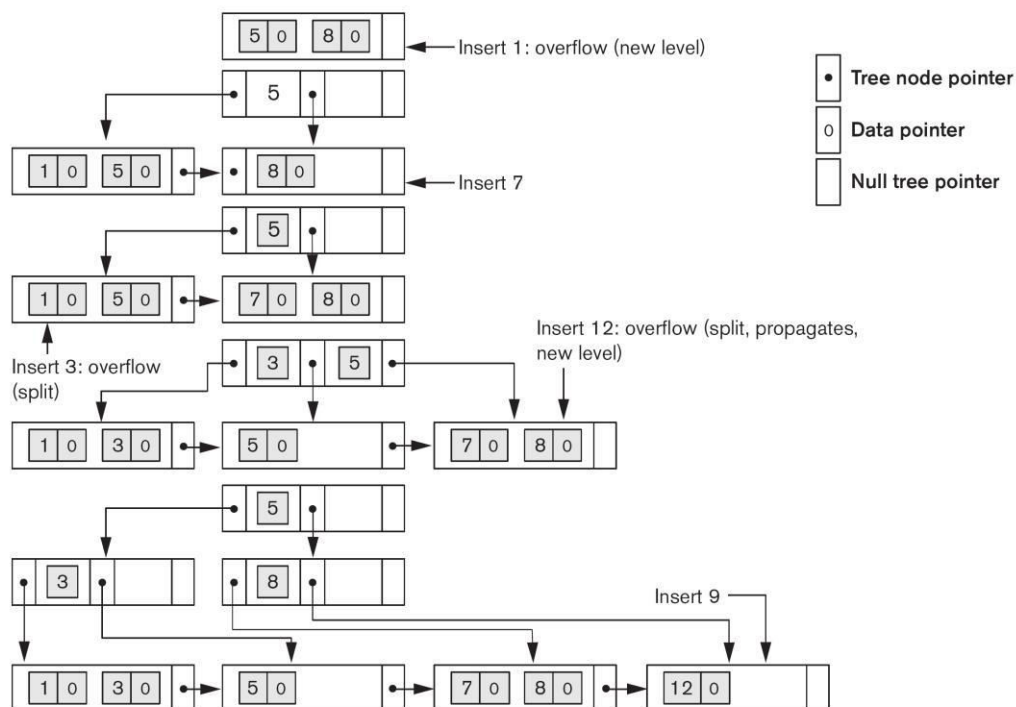 5 0 8 0
Insert 1: overflow (new level)
5
Tree node pointer
0 Data pointer
Null tree pointer
1 0 5 0
8 0
Insert 7
5
1 0 5 0
7 0 8 0
Insert 3: overflow
(split)
Insert 12: overflow (split, propagates,
new level)
3 5
1 0 3 0
5 0
7 0 8 0
5
3
8
Insert 9
1 0 3 0
5 0
7 0 8 0
12 0